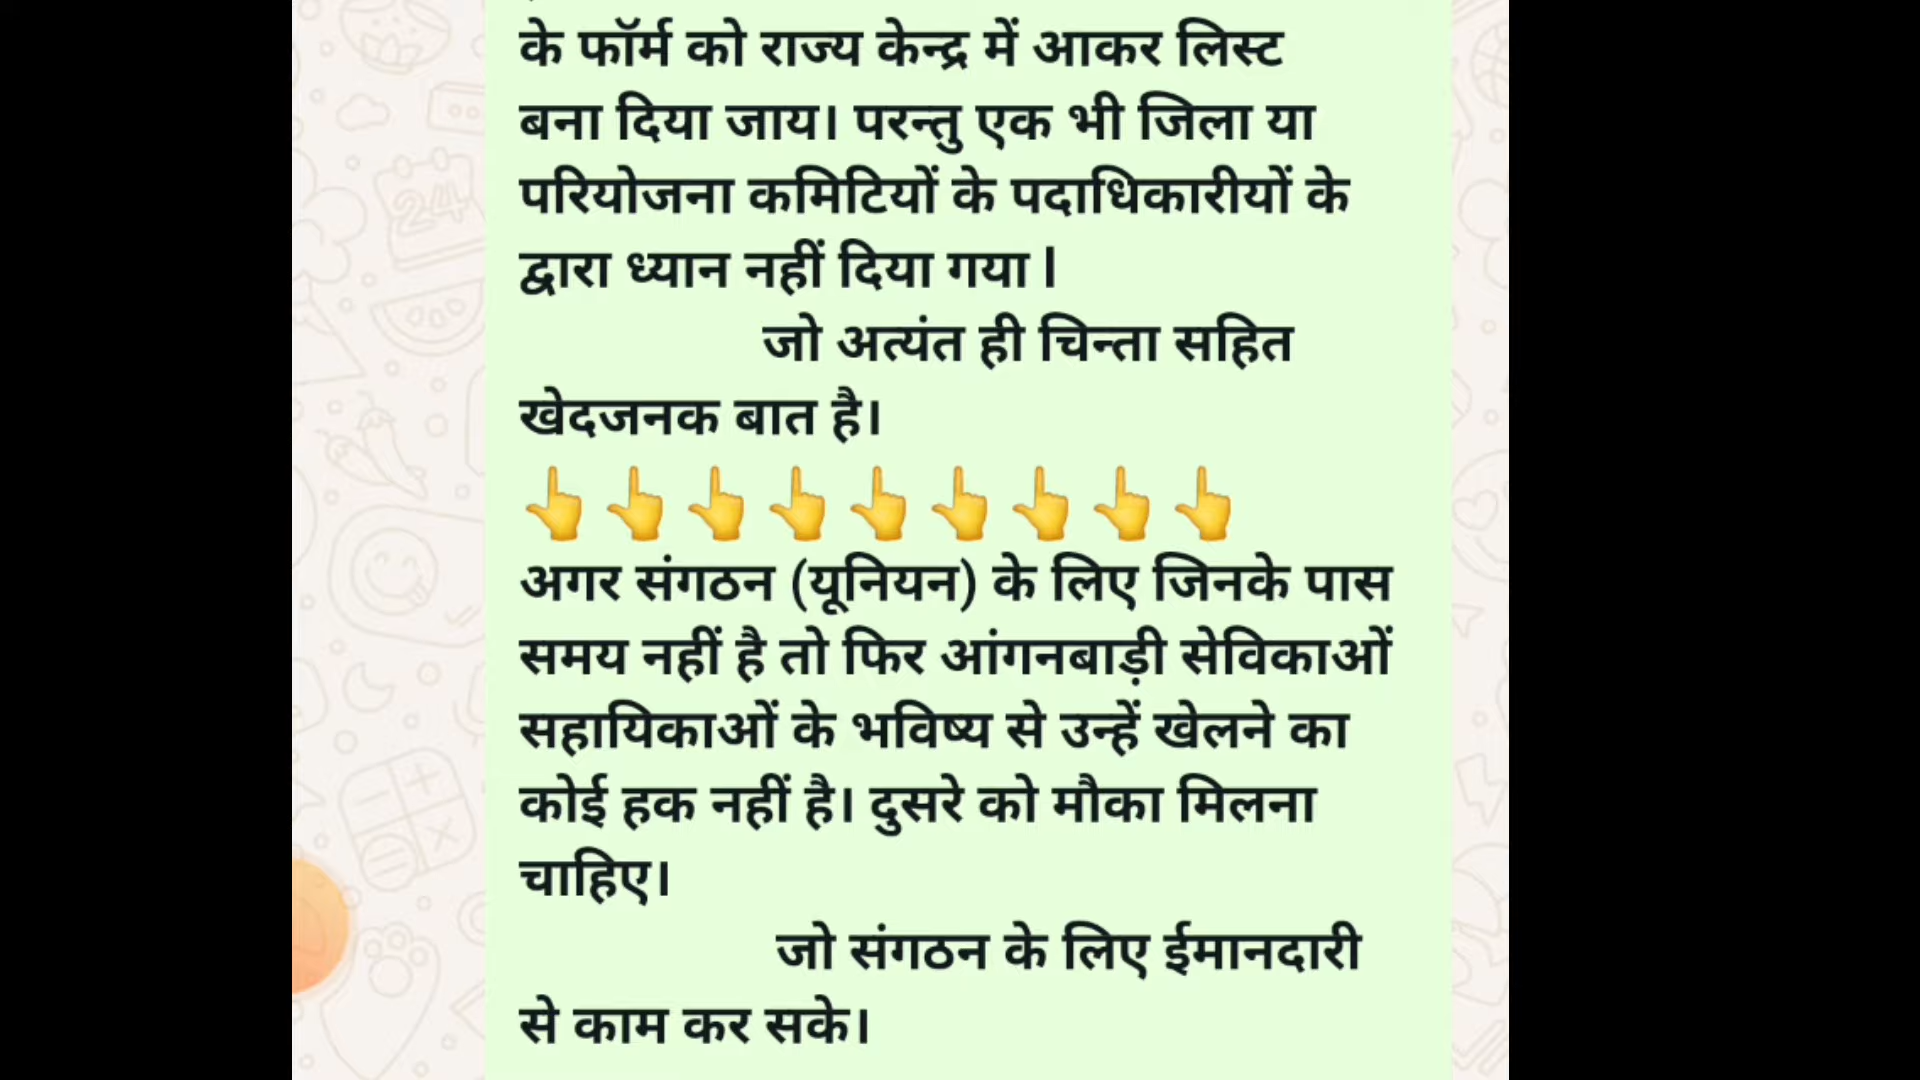 के फॉर्म को राज्य केन्द्र में आकर लिस्ट
बना दिया जाय। परन्तु एक भी जिला या
परियोजना कमिटियों के पदाधिकारीयों के
द्वारा ध्यान नहीं दिया गया l
जो अत्यंत ही चिन्ता सहित
खेदजनक बात है।
👆👆👆👆👆👆👆👆👆
अगर संगठन (यूनियन) के लिए जिनके पास
समय नहीं है तो फिर आंगनबाड़ी सेविकाओं
सहायिकाओं के भविष्य से उन्हें खेलने का
कोई हक नहीं है। दुसरे को मौका मिलना
चाहिए।
जो संगठन के लिए ईमानदारी
से काम कर सके।